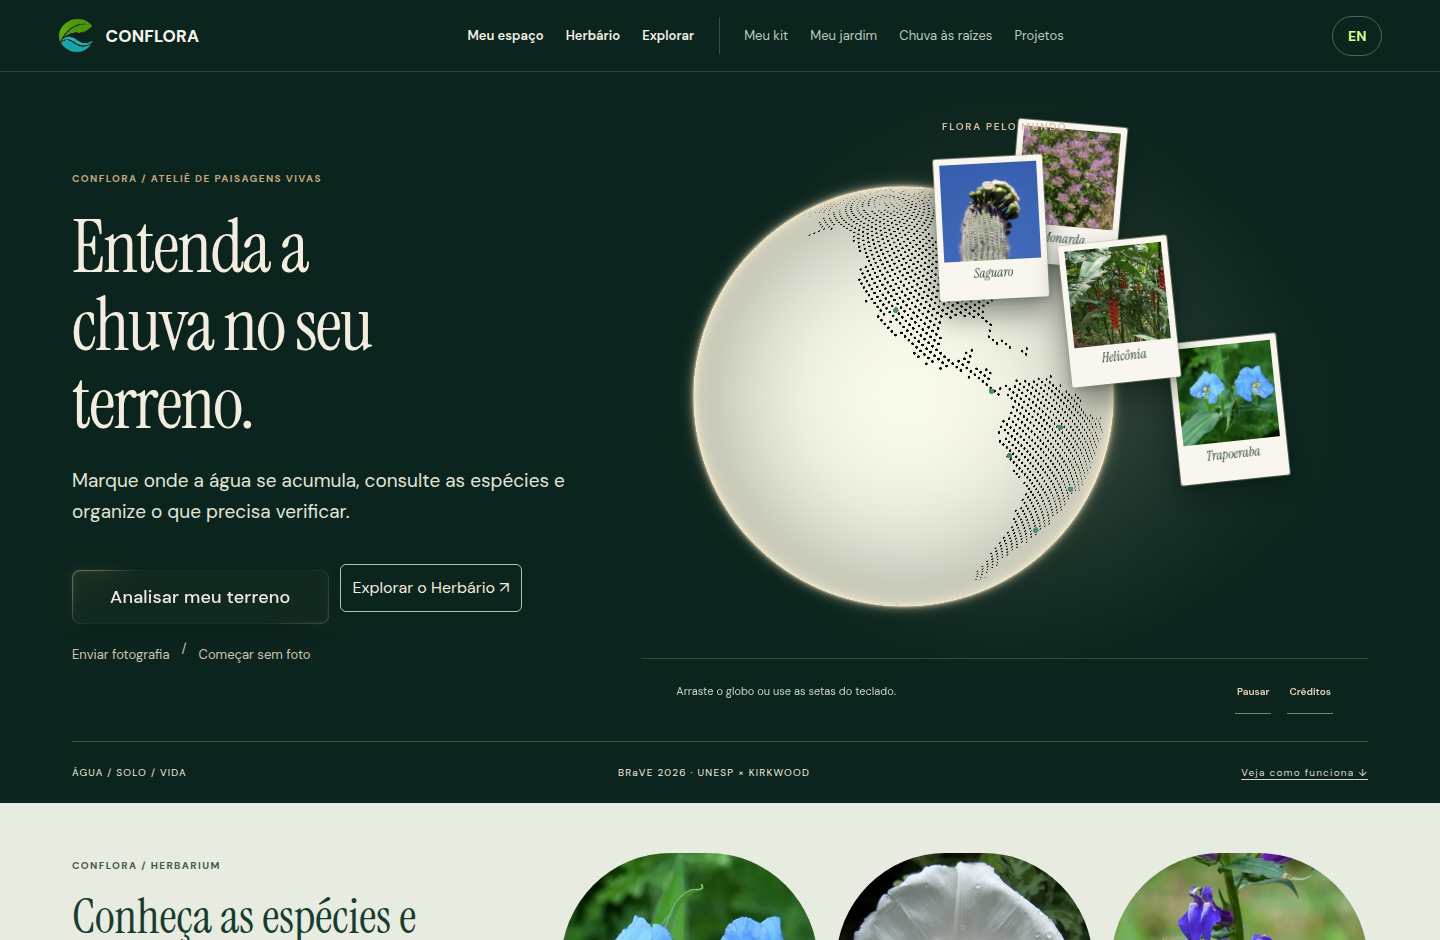 CONFLORA
Meu espaço
Herbário
Explorar
Meu kit
Meu jardim
Chuva às raízes
Projetos
EN
CONFLORA / ATELIÊ DE PAISAGENS VIVAS
Entenda a
chuva no seu
terreno.
Marque onde a água se acumula, consulte as espécies e
organize o que precisa verificar.
Analisar meu terreno
Explorar o Herbário ↗
Enviar fotografia / Começar sem foto
FLORA PELO MUNDO
Monarda
Saguaro
Helicônia
Trapoeraba
Arraste o globo ou use as setas do teclado.
Pausar
Créditos
ÁGUA / SOLO / VIDA
BRaVE 2026 · UNESP × KIRKWOOD
Veja como funciona ↓
CONFLORA / HERBARIUM
Conheça as espécies e